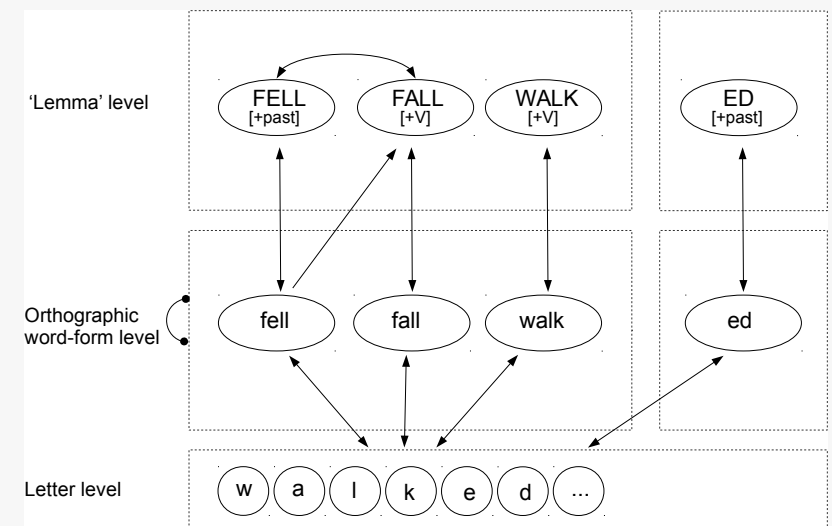 ‘Lemma’ level
FELL
[+past]
FALL
[+V]
WALK
[+V]
ED
[+past]
Orthographic
word-form level
fell
fall
walk
ed
Letter level
w a l k e d ...